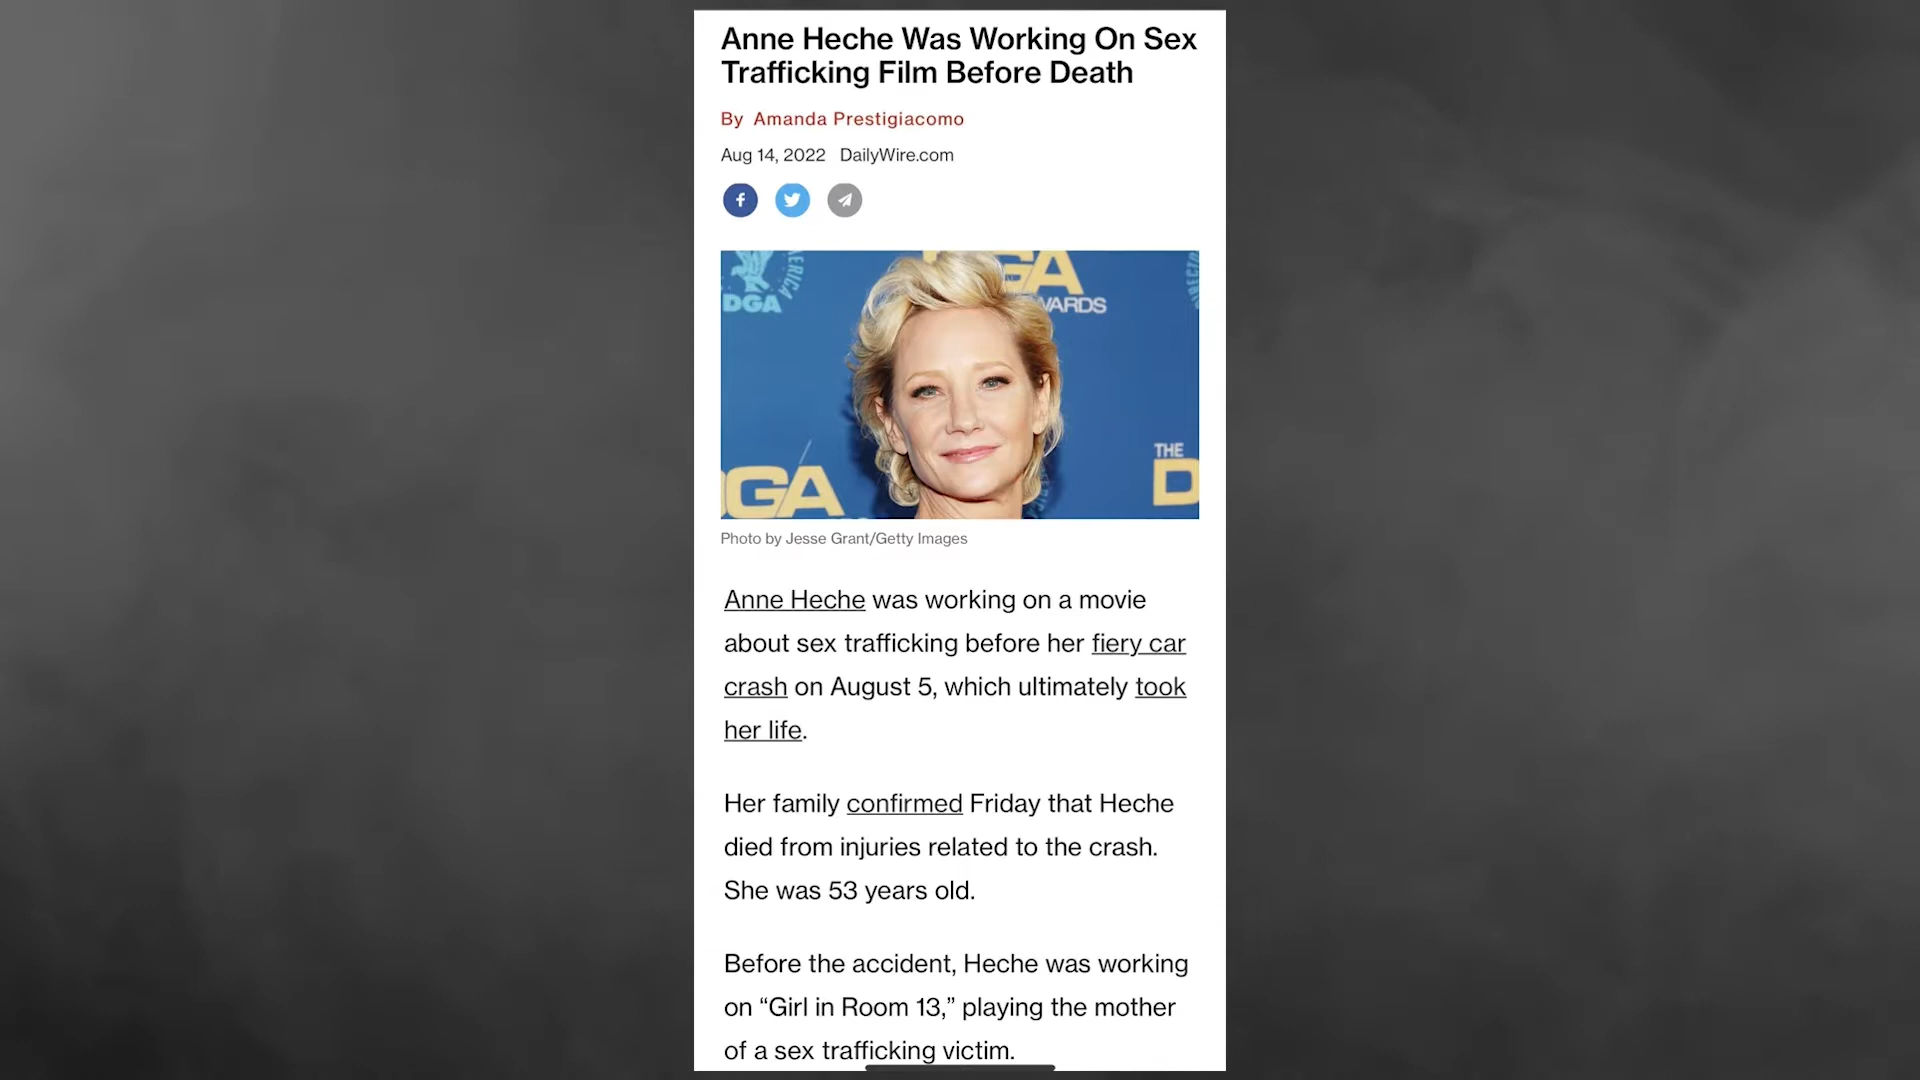 Anne Heche Was Working On Sex
Trafficking Film Before Death
By Amanda Prestigiacomo
Aug 14, 2022 DailyWire.com
DGA
ERICA
GA
WARDS
GA
THE
D
Photo by Jesse Grant/Getty Images
Anne Heche was working on a movie
about sex trafficking before her fiery car
crash on August 5, which ultimately took
her life.
Her family confirmed Friday that Heche
died from injuries related to the crash.
She was 53 years old.
Before the accident, Heche was working
on “Girl in Room 13,” playing the mother
of a sex trafficking victim.